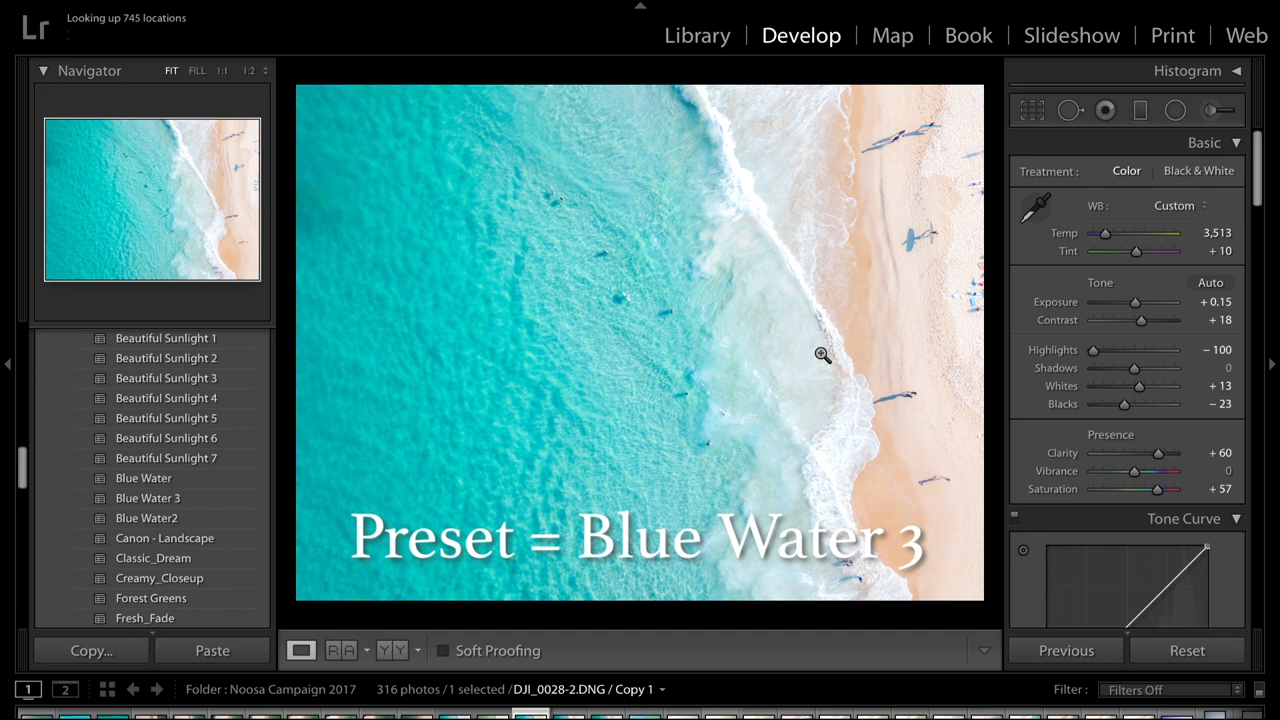 Lr
Looking up 745 locations
Library | Develop | Map | Book | Slideshow | Print | Web
Navigator FIT FILL 1:1 1:2
Histogram
Basic
Treatment : Color Black & White
WB : Custom
Temp 3,513
Tint + 10
Tone Auto
Exposure + 0.15
Contrast + 18
Highlights − 100
Shadows 0
Whites + 13
Blacks − 23
Presence
Clarity + 60
Vibrance 0
Saturation + 57
Tone Curve
Beautiful Sunlight 1
Beautiful Sunlight 2
Beautiful Sunlight 3
Beautiful Sunlight 4
Beautiful Sunlight 5
Beautiful Sunlight 6
Beautiful Sunlight 7
Blue Water
Blue Water 3
Blue Water2
Canon - Landscape
Classic_Dream
Creamy_Closeup
Forest Greens
Fresh_Fade
Preset = Blue Water 3
Copy... Paste
R A Y Y Soft Proofing
Previous Reset
1 2 Folder : Noosa Campaign 2017 316 photos / 1 selected / DJI_0028-2.DNG / Copy 1
Filter : Filters Off